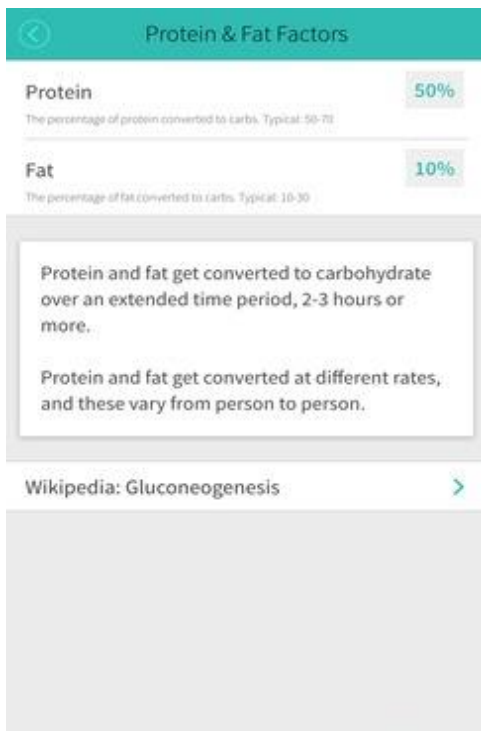 Protein & Fat Factors
Protein
50%
The percentage of protein converted to carbs. Typical: 50-70
Fat
10%
The percentage of fat converted to carbs. Typical: 10-30
Protein and fat get converted to carbohydrate
over an extended time period, 2-3 hours or
more.
Protein and fat get converted at different rates,
and these vary from person to person.
Wikipedia: Gluconeogenesis